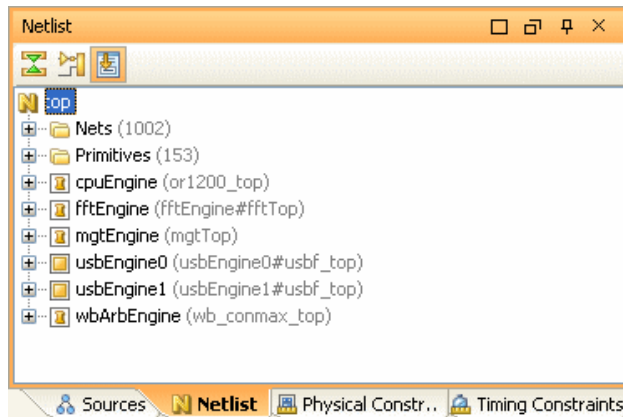 Netlist
top
Nets (1002)
Primitives (153)
cpuEngine (or1200_top)
fftEngine (fftEngine#fftTop)
mgtEngine (mgtTop)
usbEngine0 (usbEngine0#usbf_top)
usbEngine1 (usbEngine1#usbf_top)
wbArbEngine (wb_conmax_top)
Sources Netlist Physical Constr.. Timing Constraints